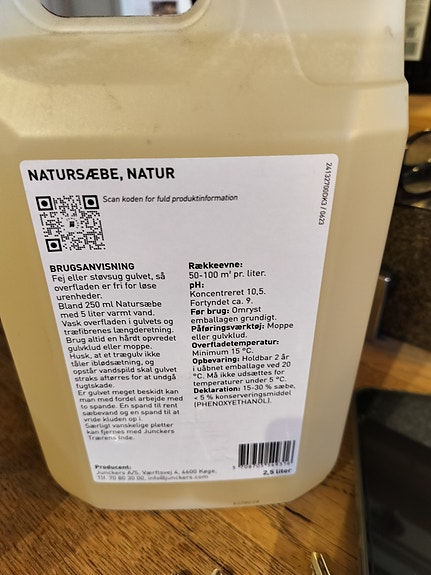 NATURSÆBE, NATUR
Scan koden for fuld produktinformation
24132700DK3 / 0623
BRUGSANVISNING
Fej eller støvsug gulvet, så
overfladen er fri for løse
urenheder.
Bland 250 ml Natursæbe
med 5 liter varmt vand.
Vask overfladen i gulvets og
træfibrenes længderetning.
Brug altid en hårdt opvredet
gulvklud eller moppe.
Husk, at et trægulv ikke
tåler iblødsætning, og
opstår vandspild skal gulvet
straks aftørres for at undgå
fugtskade.
Er gulvet meget beskidt kan
man med fordel arbejde med
to spande. En spand til rent
sæbevand og en spand til at
vride kluden op i.
Særligt vanskelige pletter
kan fjernes med Junckers
Trærens Inde.
Rækkeevne:
50-100 m² pr. liter.
pH:
Koncentreret 10,5.
Fortyndet ca. 9.
Før brug: Omryst
emballagen grundigt.
Påføringsværktøj: Moppe
eller gulvklud.
Overfladetemperatur:
Minimum 15 °C.
Opbevaring: Holdbar 2 år
i uåbnet emballage ved 20
°C. Må ikke udsættes for
temperaturer under 5 °C.
Deklaration: 15-30 % sæbe,
< 5 % konserveringsmiddel
(PHENOXYETHANOL).
Producent:
Junckers A/S, Værftsvej 4, 4600 Køge,
Tlf. 70 80 30 00, info@junckers.com
2,5 liter